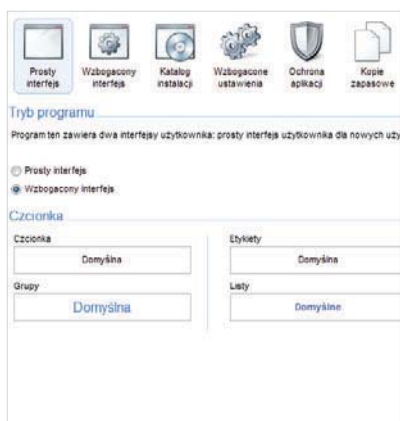 Prosty interfejs
Wzbogacony interfejs
Katalog instalacji
Wzbogacone ustawienia
Ochrona aplikacji
Kopie zapasowe
Tryb programu
Program ten zawiera dwa interfejsy użytkownika: prosty interfejs użytkownika dla nowych uży
Prosty interfejs
Wzbogacony interfejs
Czcionka
Czcionka
Etykiety
Domyślna
Domyślna
Grupy
Listy
Domyślna
Domyślne